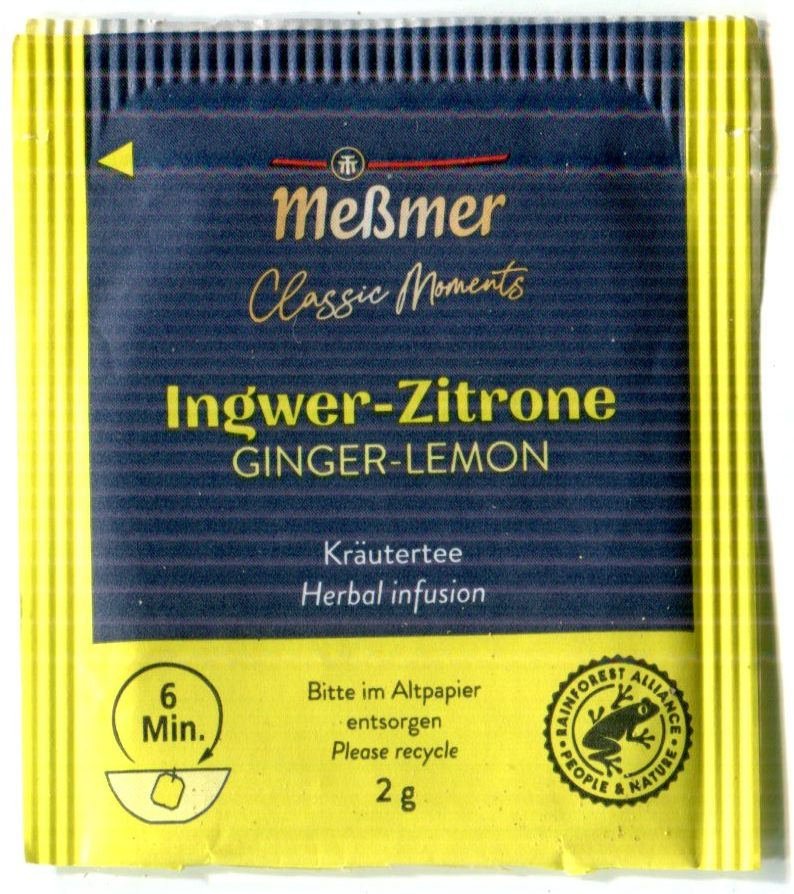 Meßmer
Classic Moments
Ingwer-Zitrone
GINGER-LEMON
Kräutertee
Herbal infusion
6
Min.
Bitte im Altpapier
entsorgen
Please recycle
2 g
RAINFOREST ALLIANCE
PEOPLE & NATURE